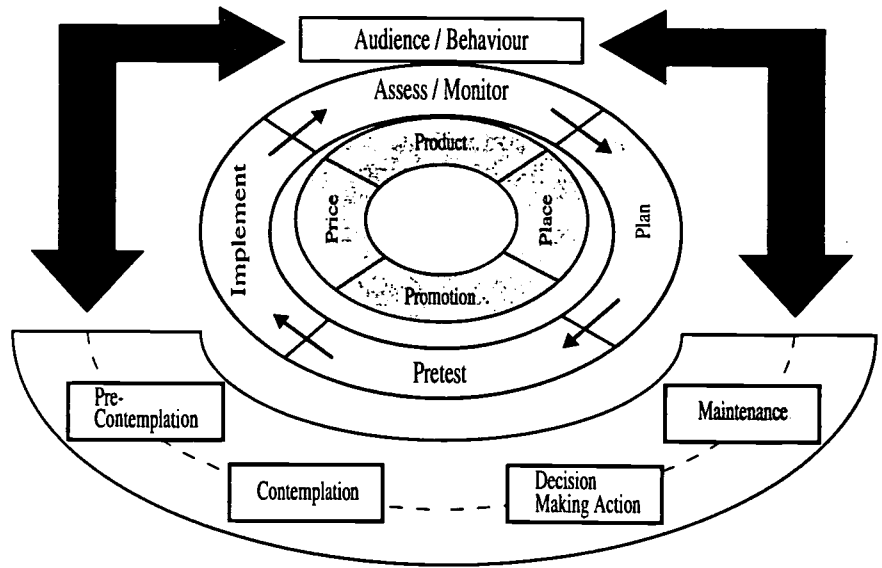 Audience / Behaviour
Assess / Monitor
Product
Implement
Price
Place
Plan
Promotion
Pretest
Pre-
Contemplation
Maintenance
Contemplation
Decision
Making Action